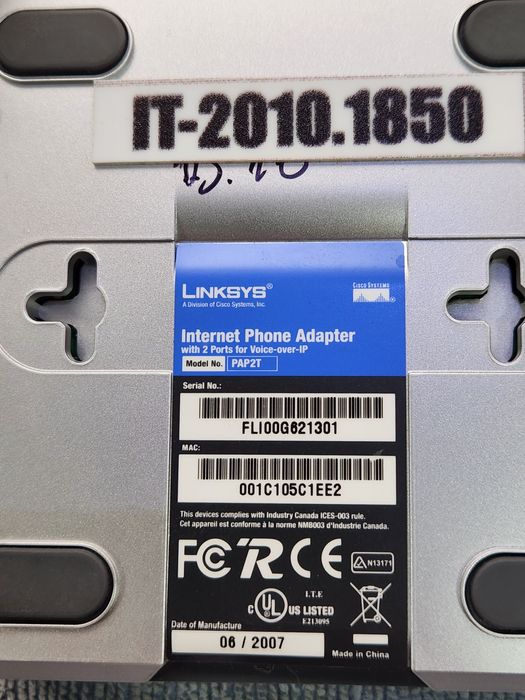 IT-2010.1850
LINKSYS®
A Division of Cisco Systems, Inc.
CISCO SYSTEMS
®
Internet Phone Adapter
with 2 Ports for Voice-over-IP
Model No. PAP2T
Serial No.:
FLI00G621301
MAC:
001C105C1EE2
This devices complies with Industry Canada ICES-003 rule.
Cet appareil est conforme à la norme NMB003 d'Industrie Canada.
FC R CE N13171
I.T.E
C UL US LISTED
E213095
Date of Manufacture
06 / 2007
Made in China